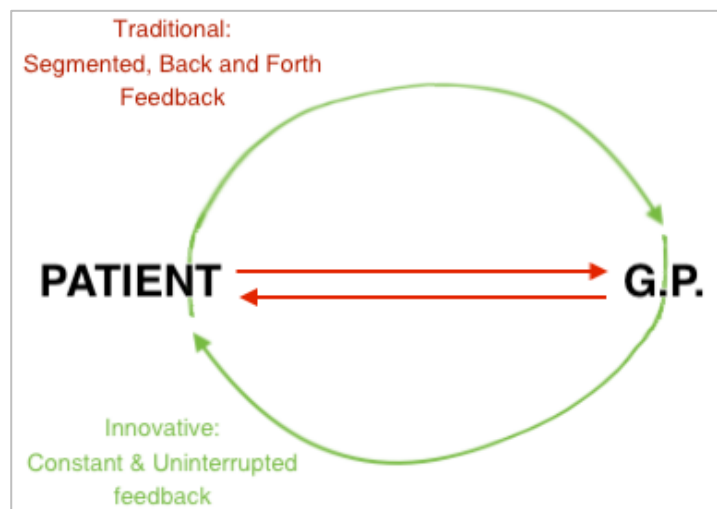 Traditional:
Segmented, Back and Forth
Feedback
PATIENT
G.P.
Innovative:
Constant & Uninterrupted
feedback